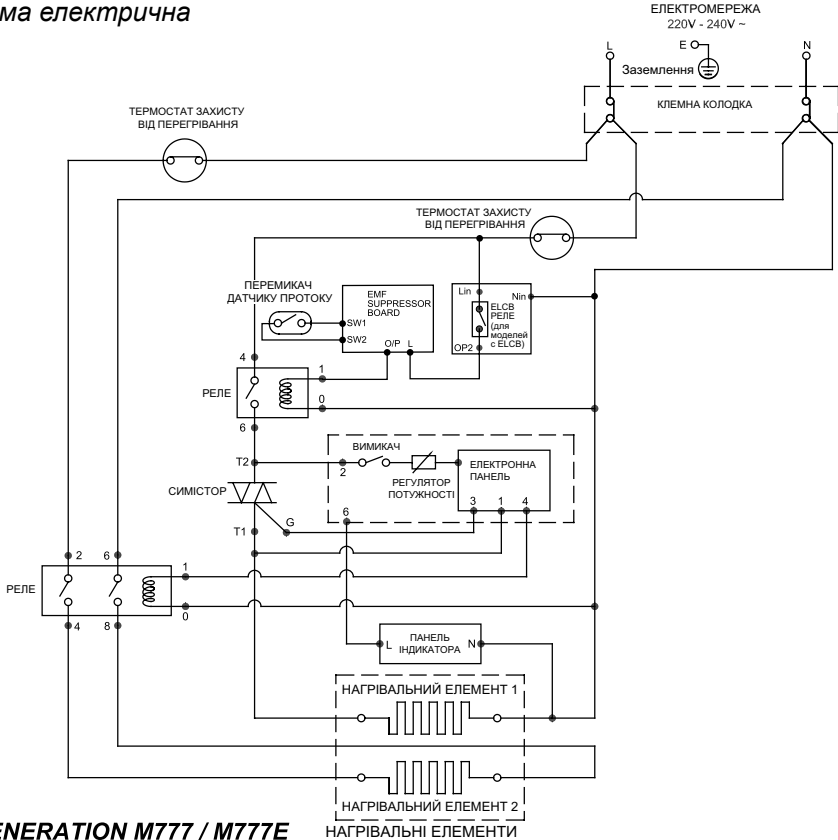 ма електрична
ЕЛЕКТРОМЕРЕЖА
220V - 240V ~
L
E
N
Заземлення
КЛЕМНА КОЛОДКА
ТЕРМОСТАТ ЗАХИСТУ
ВІД ПЕРЕГРІВАННЯ
ТЕРМОСТАТ ЗАХИСТУ
ВІД ПЕРЕГРІВАННЯ
ПЕРЕМИКАЧ
ДАТЧИКУ ПРОТОКУ
EMF
SUPPRESSOR
BOARD
SW1
SW2
O/P
L
Lin
Nin
ELCB
РЕЛЕ
(для
моделей
с ELCB)
OP2
4
1
РЕЛЕ
0
6
T2
ВИМИКАЧ
2
РЕГУЛЯТОР
ПОТУЖНОСТІ
ЕЛЕКТРОННА
ПАНЕЛЬ
СИМІСТОР
3
1
4
6
G
T1
2
6
1
РЕЛЕ
0
4
8
L
ПАНЕЛЬ
ІНДИКАТОРА
N
НАГРІВАЛЬНИЙ ЕЛЕМЕНТ 1
НАГРІВАЛЬНИЙ ЕЛЕМЕНТ 2
ENERATION M777 / M777E
НАГРІВАЛЬНІ ЕЛЕМЕНТИ